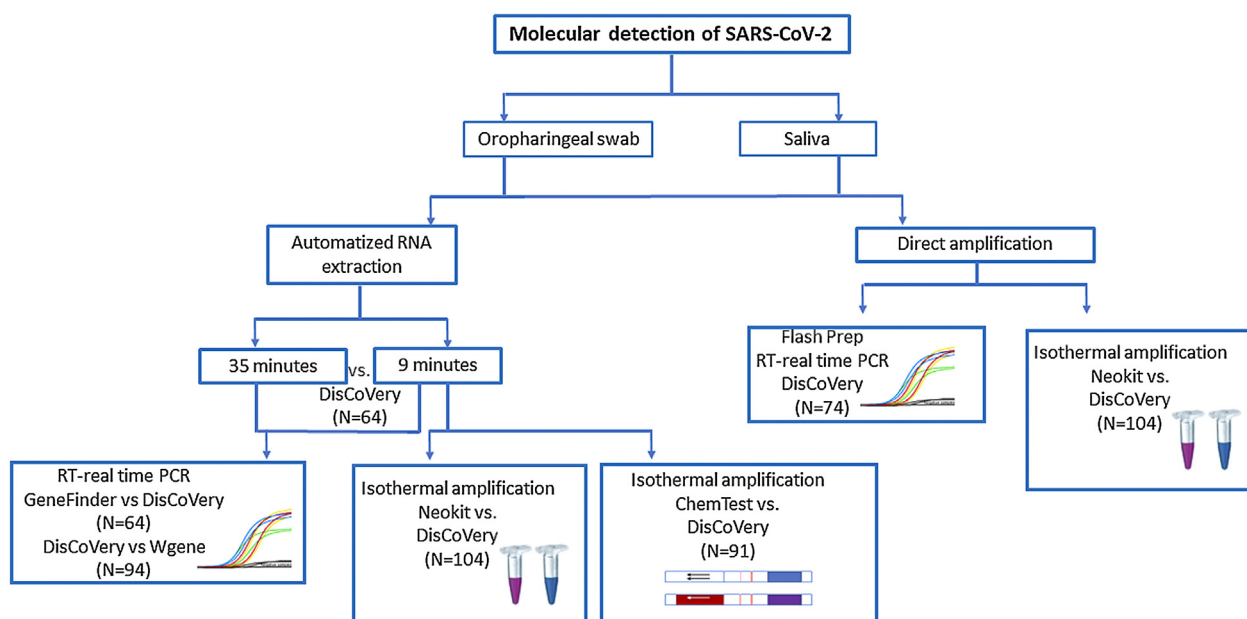 Molecular detection of SARS-CoV-2
Oropharingeal swab
Saliva
Automatized RNA
extraction
Direct amplification
35 minutes
vs.
9 minutes
DisCoVery
(N=64)
Flash Prep
RT-real time PCR
DisCoVery
(N=74)
Isothermal amplification
Neokit vs.
DisCoVery
(N=104)
RT-real time PCR
GeneFinder vs DisCoVery
(N=64)
DisCoVery vs Wgene
(N=94)
Isothermal amplification
Neokit vs.
DisCoVery
(N=104)
Isothermal amplification
ChemTest vs.
DisCoVery
(N=91)